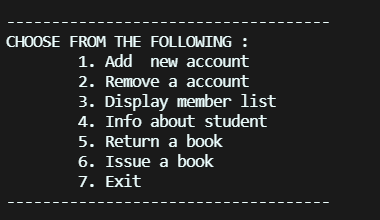 ------------------------------------
CHOOSE FROM THE FOLLOWING :
        1. Add  new account
        2. Remove a account
        3. Display member list
        4. Info about student
        5. Return a book
        6. Issue a book
        7. Exit
------------------------------------